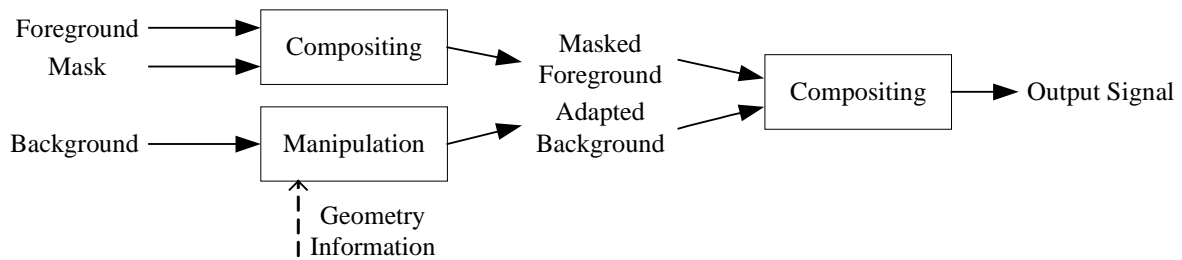 Foreground
Mask
Compositing
Masked
Foreground
Compositing
Output Signal
Background
Manipulation
Adapted
Background
Geometry
Information